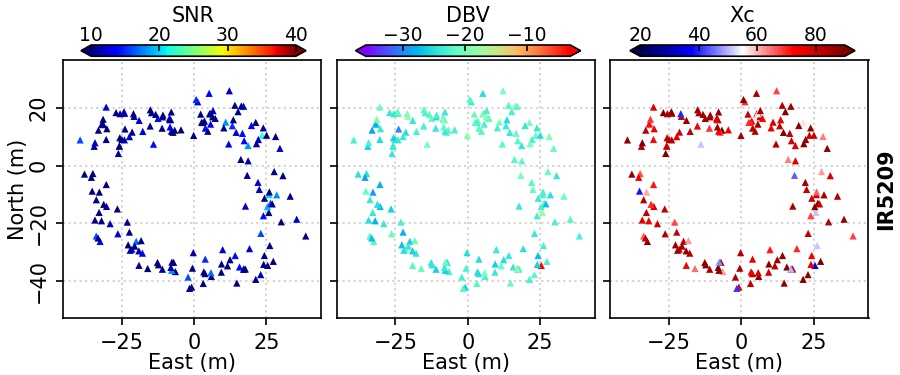 SNR DBV Xc
10 20 30 40 −30 −20 −10 20 40 60 80
20
0
−20
−40
North (m)
−25 0 25 −25 0 25 −25 0 25
East (m) East (m) East (m)
IR5209